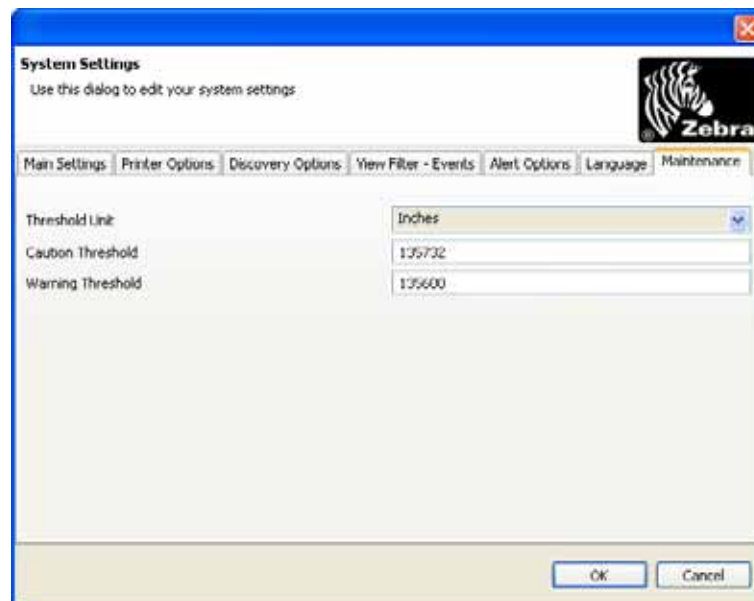 System Settings
Use this dialog to edit your system settings
® Zebra
Main Settings Printer Options Discovery Options View Filter - Events Alert Options Language Maintenance
Threshold Unit Inches
Caution Threshold 135732
Warning Threshold 135600
OK Cancel